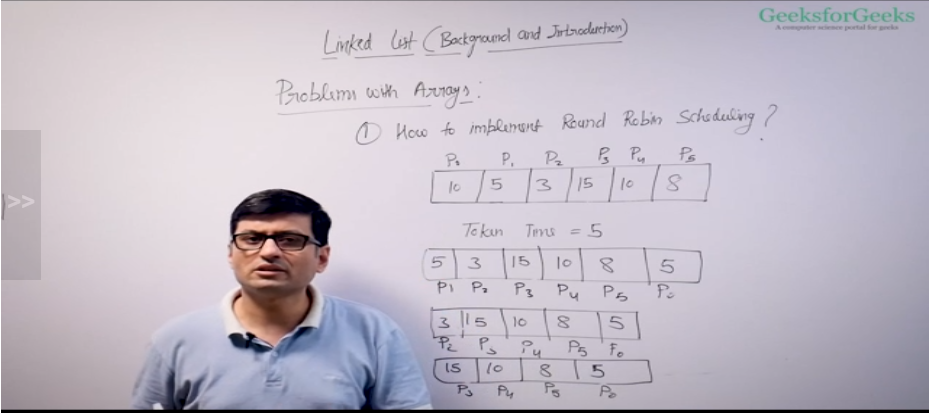 GeeksforGeeks
A computer science portal for geeks
Linked List (Background and Introduction)
Problems with Arrays:
① How to implement Round Robin Scheduling?
P₀ P₁ P₂ P₃ P₄ P₅
10 5 3 15 10 8
Token Time = 5
5 3 15 10 8 5
P1 P2 P3 P4 P5 P0
3 15 10 8 5
P2 P3 P4 P5 P0
15 10 8 5
P3 P4 P5 P0
>>